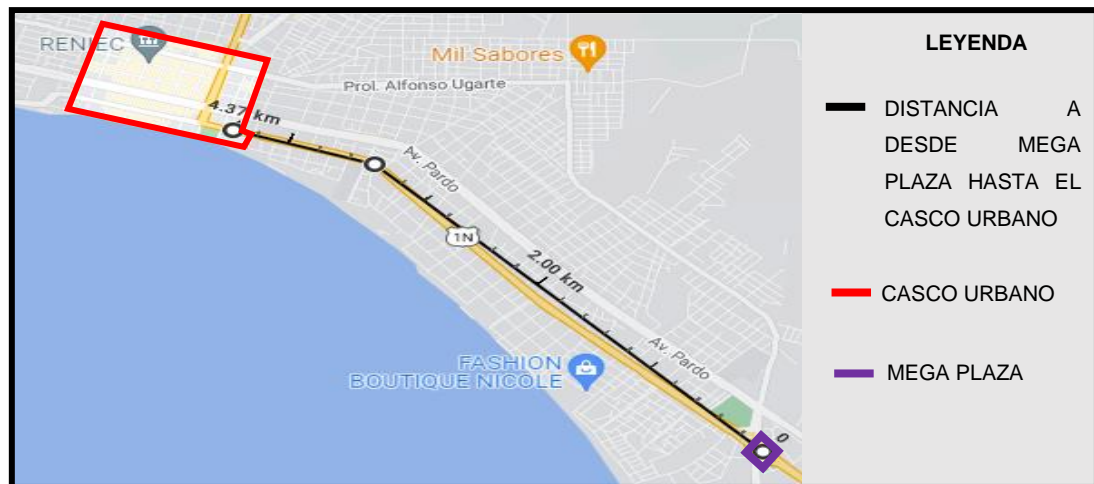 RENIEC
Mil Sabores
Prol. Alfonso Ugarte
4.37 km
Av. Pardo
1N
2.00 km
Av. Pardo
FASHION
BOUTIQUE NICOLE
0
LEYENDA
DISTANCIA A
DESDE MEGA
PLAZA HASTA EL
CASCO URBANO
CASCO URBANO
MEGA PLAZA